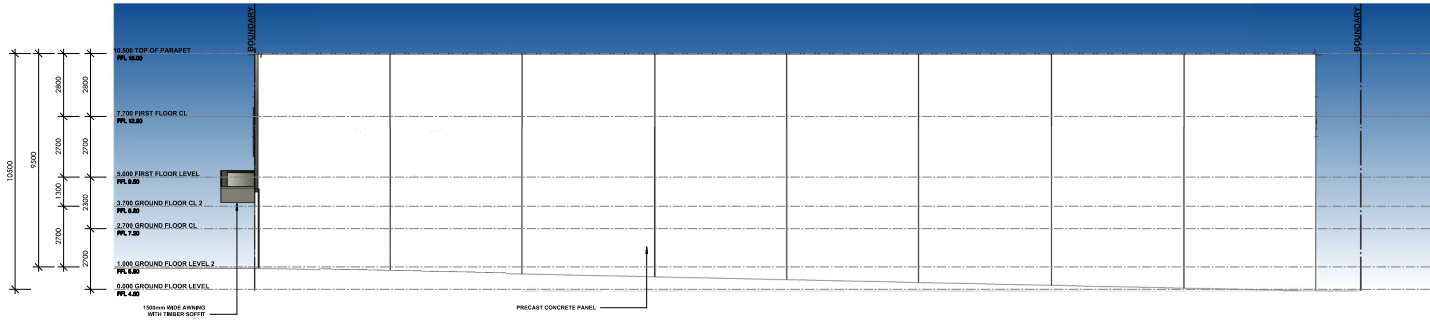 BOUNDARY
BOUNDARY
10.500 TOP OF PARAPET
FFL 15.00
7.700 FIRST FLOOR CL
FFL 12.20
5.000 FIRST FLOOR LEVEL
FFL 9.50
3.700 GROUND FLOOR CL 2
FFL 8.20
2.700 GROUND FLOOR CL
FFL 7.20
1.000 GROUND FLOOR LEVEL 2
FFL 5.50
0.000 GROUND FLOOR LEVEL
FFL 4.50
10500
9500
2800
2700
1300
2700
2800
2700
2300
2700
1500mm WIDE AWNING
WITH TIMBER SOFFIT
PRECAST CONCRETE PANEL